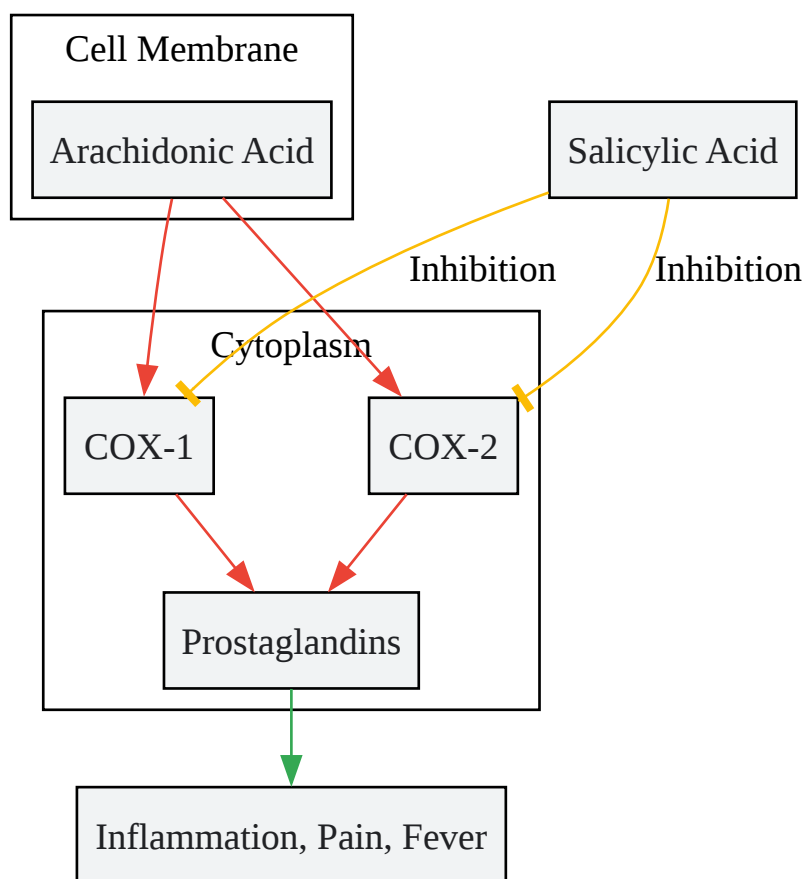 Cell Membrane
Arachidonic Acid
Salicylic Acid
Inhibition
Inhibition
Cytoplasm
COX-1
COX-2
Prostaglandins
Inflammation, Pain, Fever